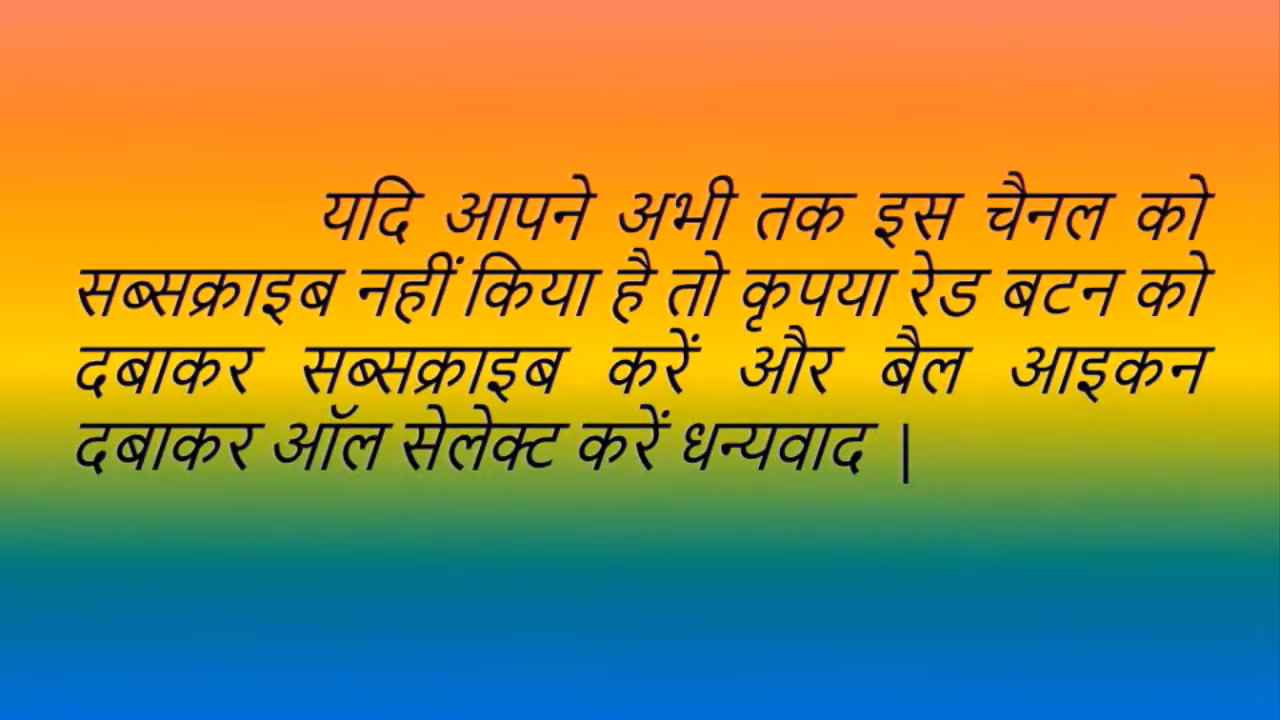 यदि आपने अभी तक इस चैनल को
सब्सक्राइब नहीं किया है तो कृपया रेड बटन को
दबाकर सब्सक्राइब करें और बैल आइकन
दबाकर ऑल सेलेक्ट करें धन्यवाद |